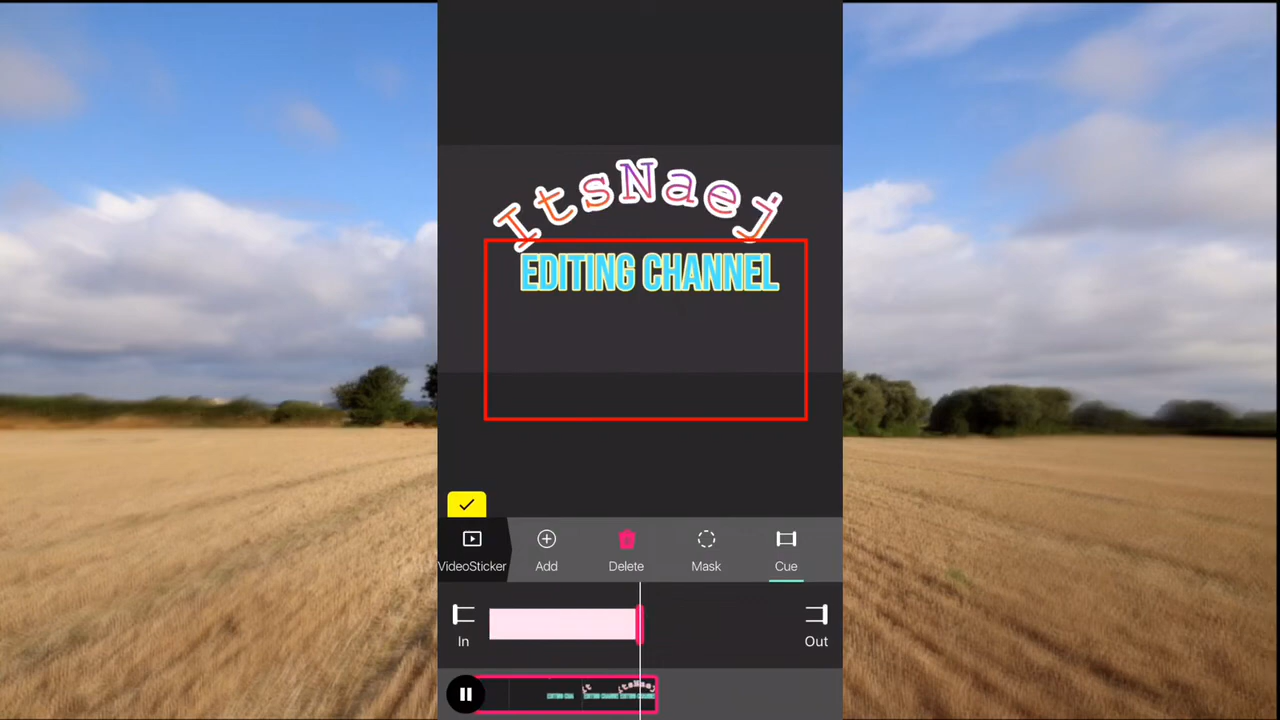 ItsNaej
EDITING CHANNEL
VideoSticker
Add
Delete
Mask
Cue
In
Out